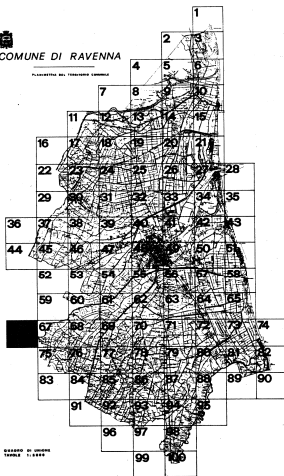 1
2 3
COMUNE DI RAVENNA
4 5 6
PLANIMETRIA DEL TERRITORIO COMUNALE
7 8 9 10
11 12 13 14 15
16 17 18 19 20 21
22 23 24 25 26 27 28
29 30 31 32 33 34 35
36 37 38 39 40 41 42 43
44 45 46 47 48 49 50 51
52 53 54 55 56 57 58
59 60 61 62 63 64 65
67 68 69 70 71 72 73 74
75 76 77 78 79 80 81 82
83 84 85 86 87 88 89 90
91 92 93 94 95
96 97 98
QUADRO DI UNIONE
TAVOLE 1:5000
99 100